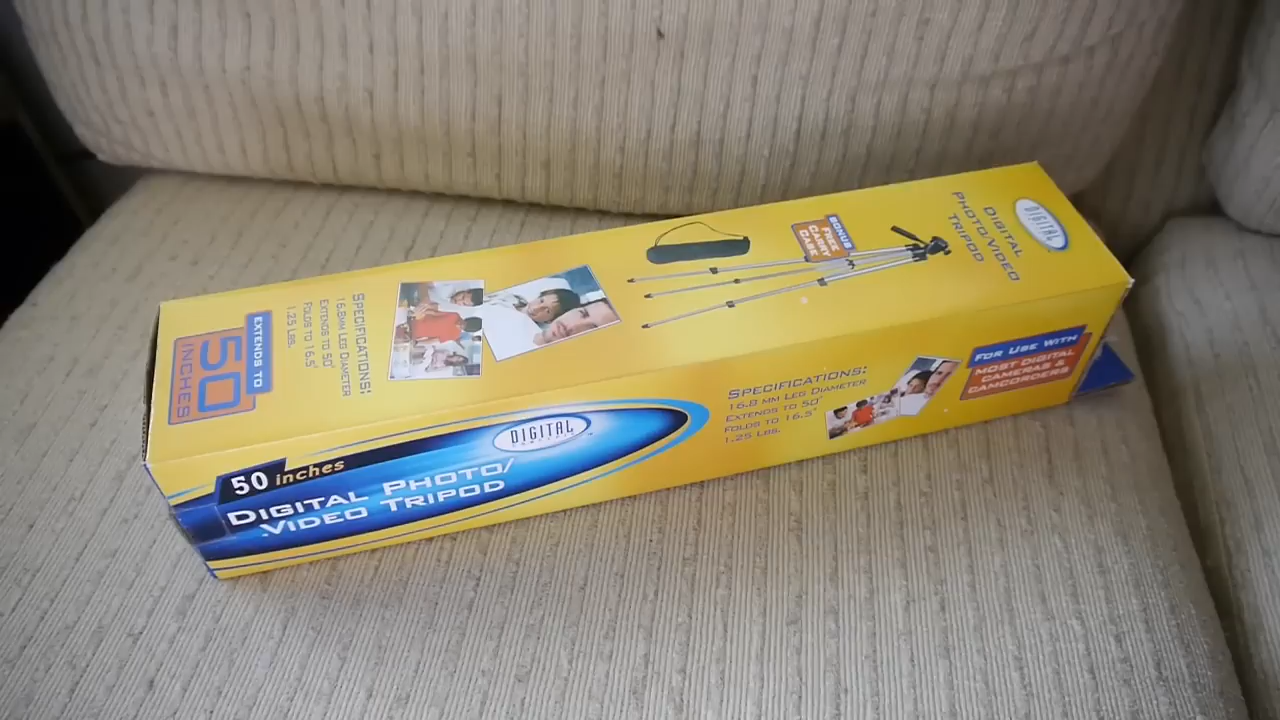 DIGITAL
DIGITAL
PHOTO/VIDEO
TRIPOD
BONUS
FREE
CARRY
CASE
SPECIFICATIONS:
16.8MM LEG DIAMETER
EXTENDS TO 50"
FOLDS TO 16.5"
1.25 LBS.
EXTENDS TO
50
INCHES
50 inches
DIGITAL
DIGITAL PHOTO/
VIDEO TRIPOD
SPECIFICATIONS:
16.8 MM LEG DIAMETER
EXTENDS TO 50"
FOLDS TO 16.5"
1.25 LBS.
FOR USE WITH
MOST DIGITAL
CAMERAS &
CAMCORDERS